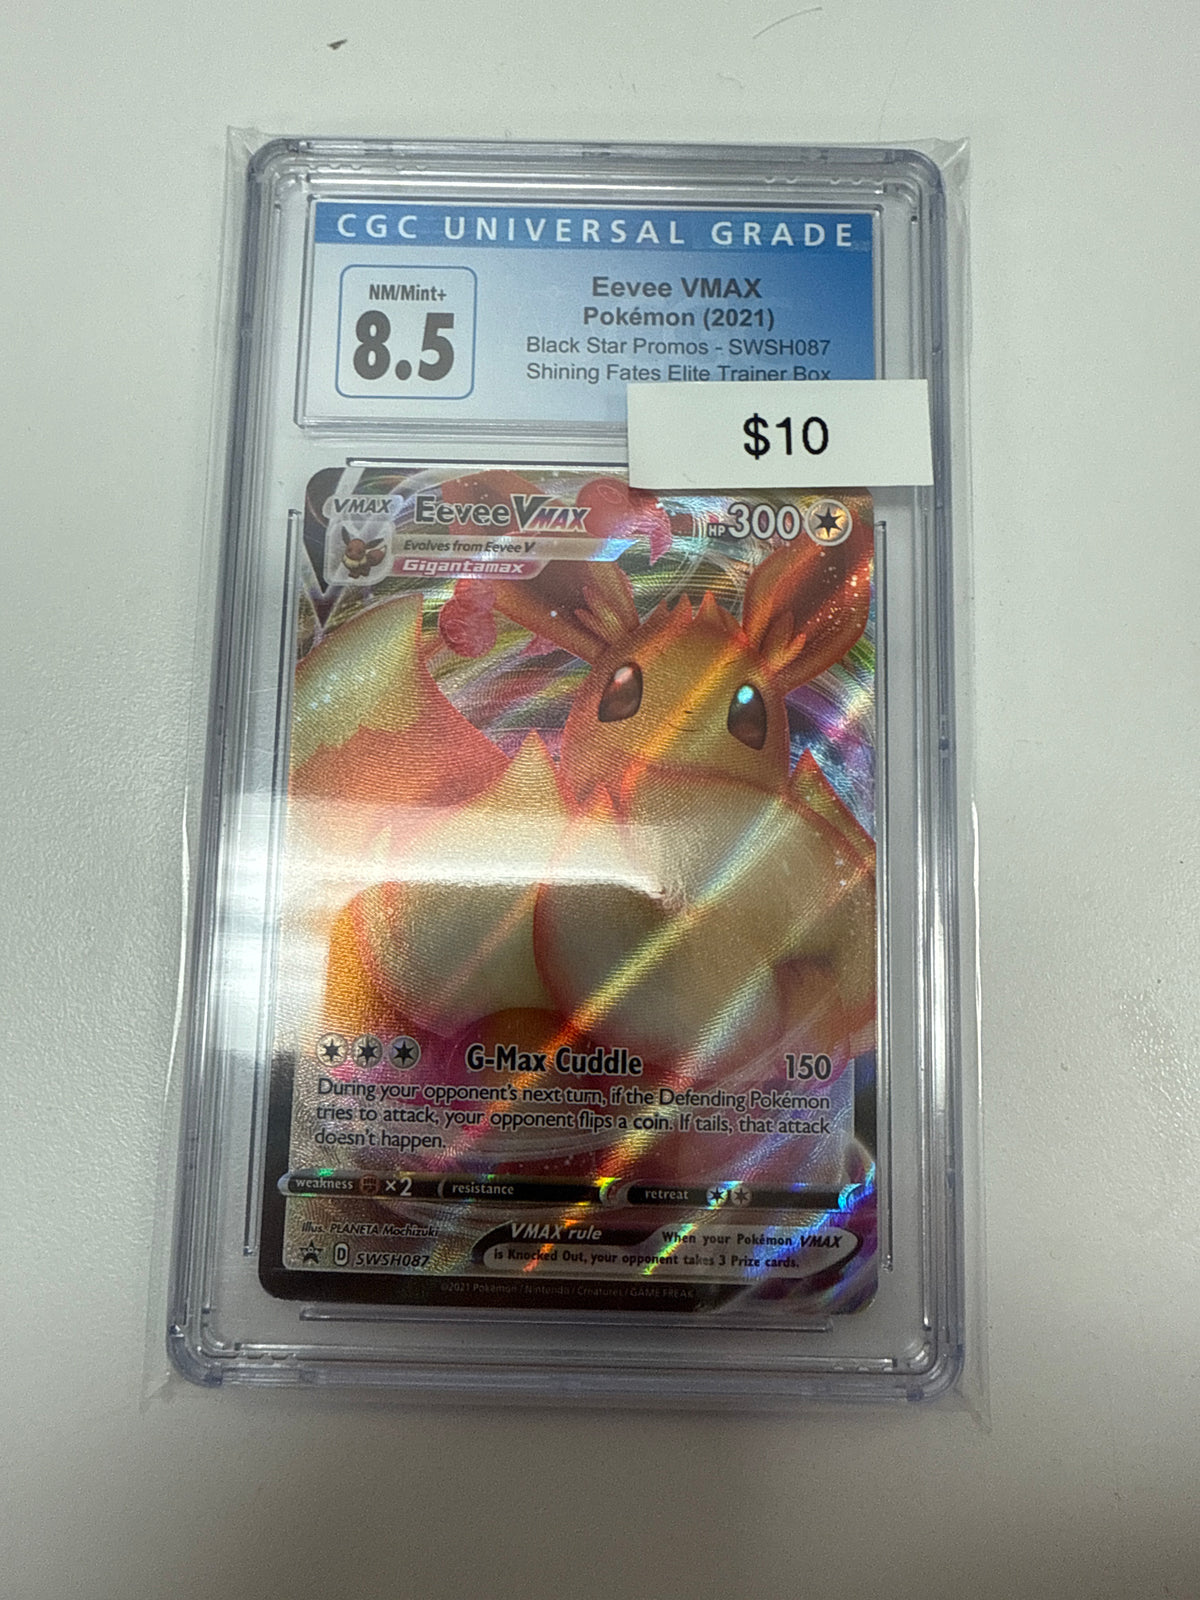 CGC UNIVERSAL GRADE
NM/Mint+
8.5
Eevee VMAX
Pokémon (2021)
Black Star Promos - SWSH087
Shining Fates Elite Trainer Box
$10
VMAX Eevee VMAX HP 300
Evolves from Eevee V
Gigantamax
G-Max Cuddle 150
During your opponent's next turn, if the Defending Pokémon
tries to attack, your opponent flips a coin. If tails, that attack
doesn't happen.
weakness ×2 resistance retreat
Illus. PLANETA Mochizuki
D SWSH087
VMAX rule When your Pokémon VMAX
is Knocked Out, your opponent takes 3 Prize cards.
©2021 Pokémon / Nintendo / Creatures / GAME FREAK